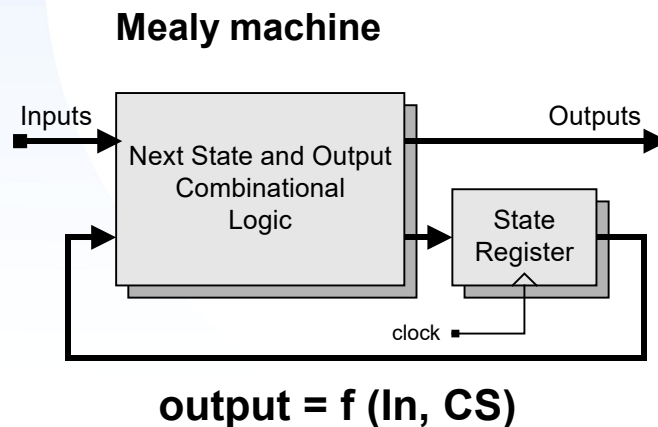 Mealy machine
Inputs
Outputs
Next State and Output
Combinational
Logic
State
Register
clock
output = f (In, CS)